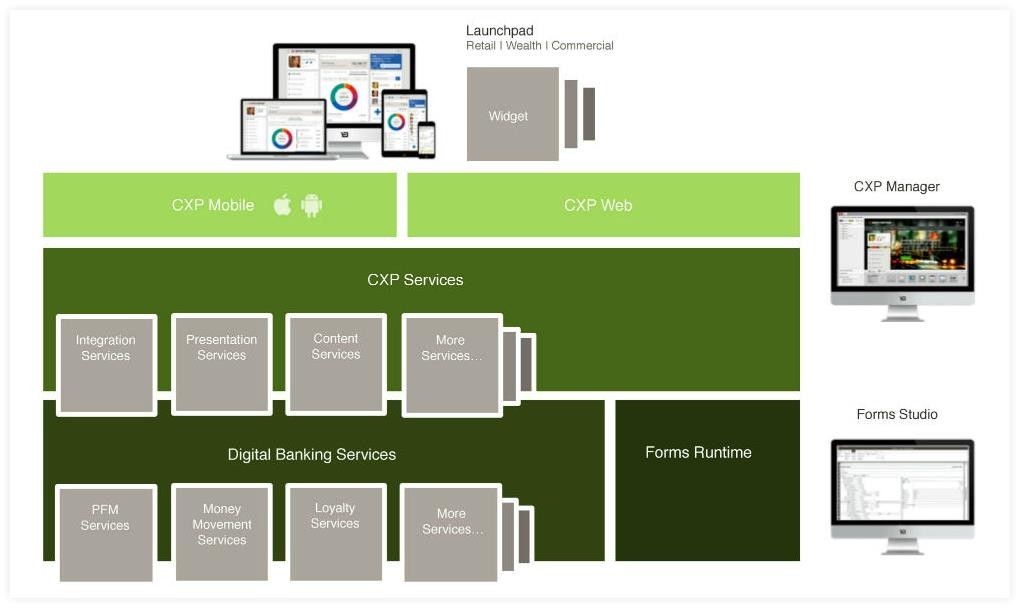 Launchpad
Retail | Wealth | Commercial
Widget
CXP Mobile
CXP Web
CXP Manager
CXP Services
Integration
Services
Presentation
Services
Content
Services
More
Services...
Forms Studio
Digital Banking Services
Forms Runtime
PFM
Services
Money
Movement
Services
Loyalty
Services
More
Services...